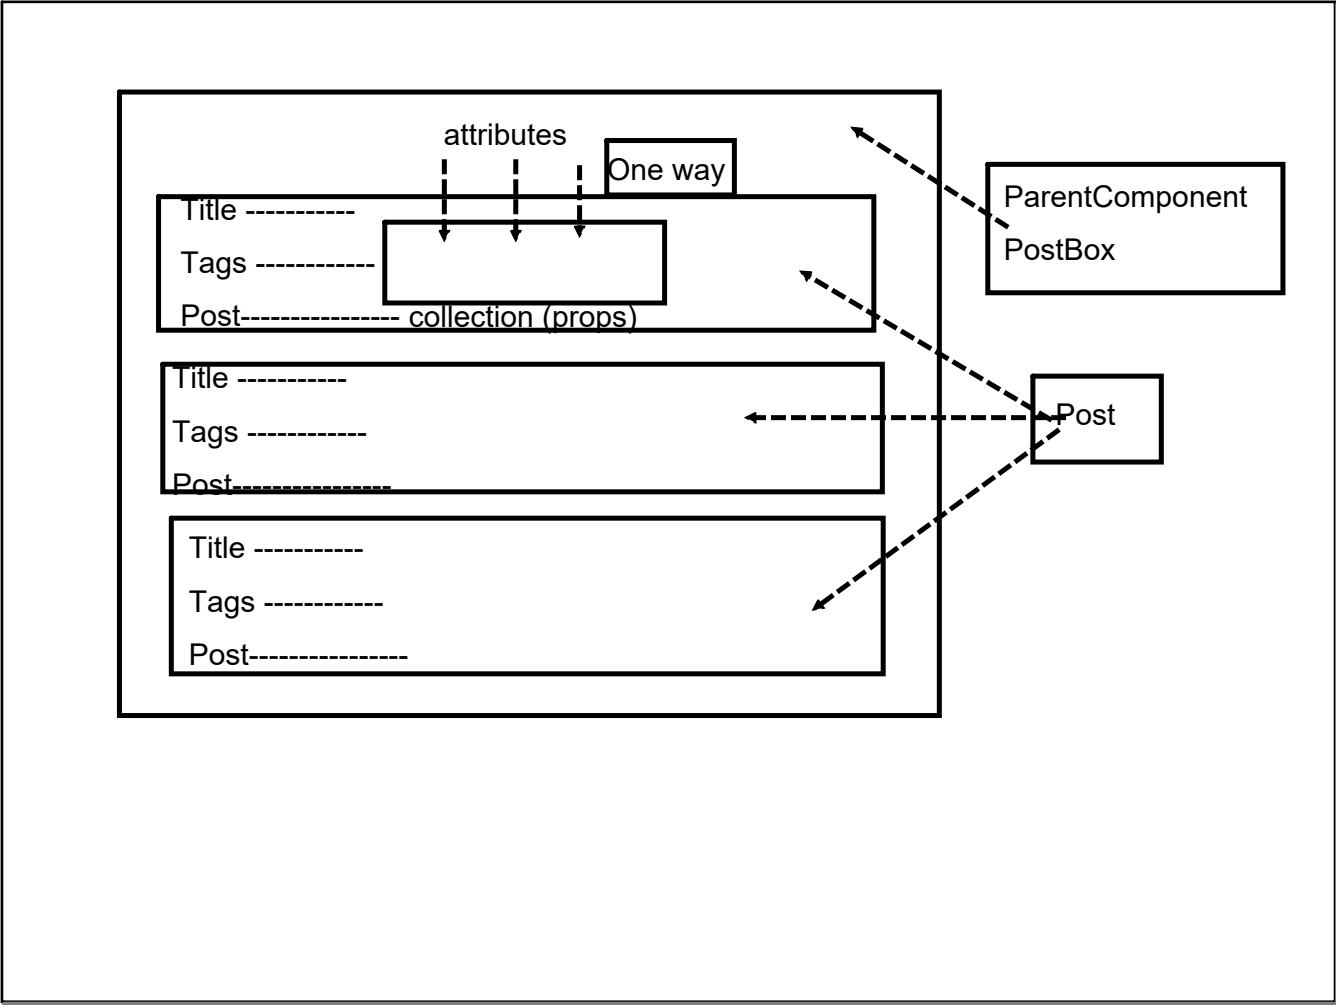 attributes
One way
Title -----------
Tags ------------
Post---------------- collection (props)
ParentComponent
PostBox
Title -----------
Tags ------------
Post----------------
Post
Title -----------
Tags ------------
Post----------------